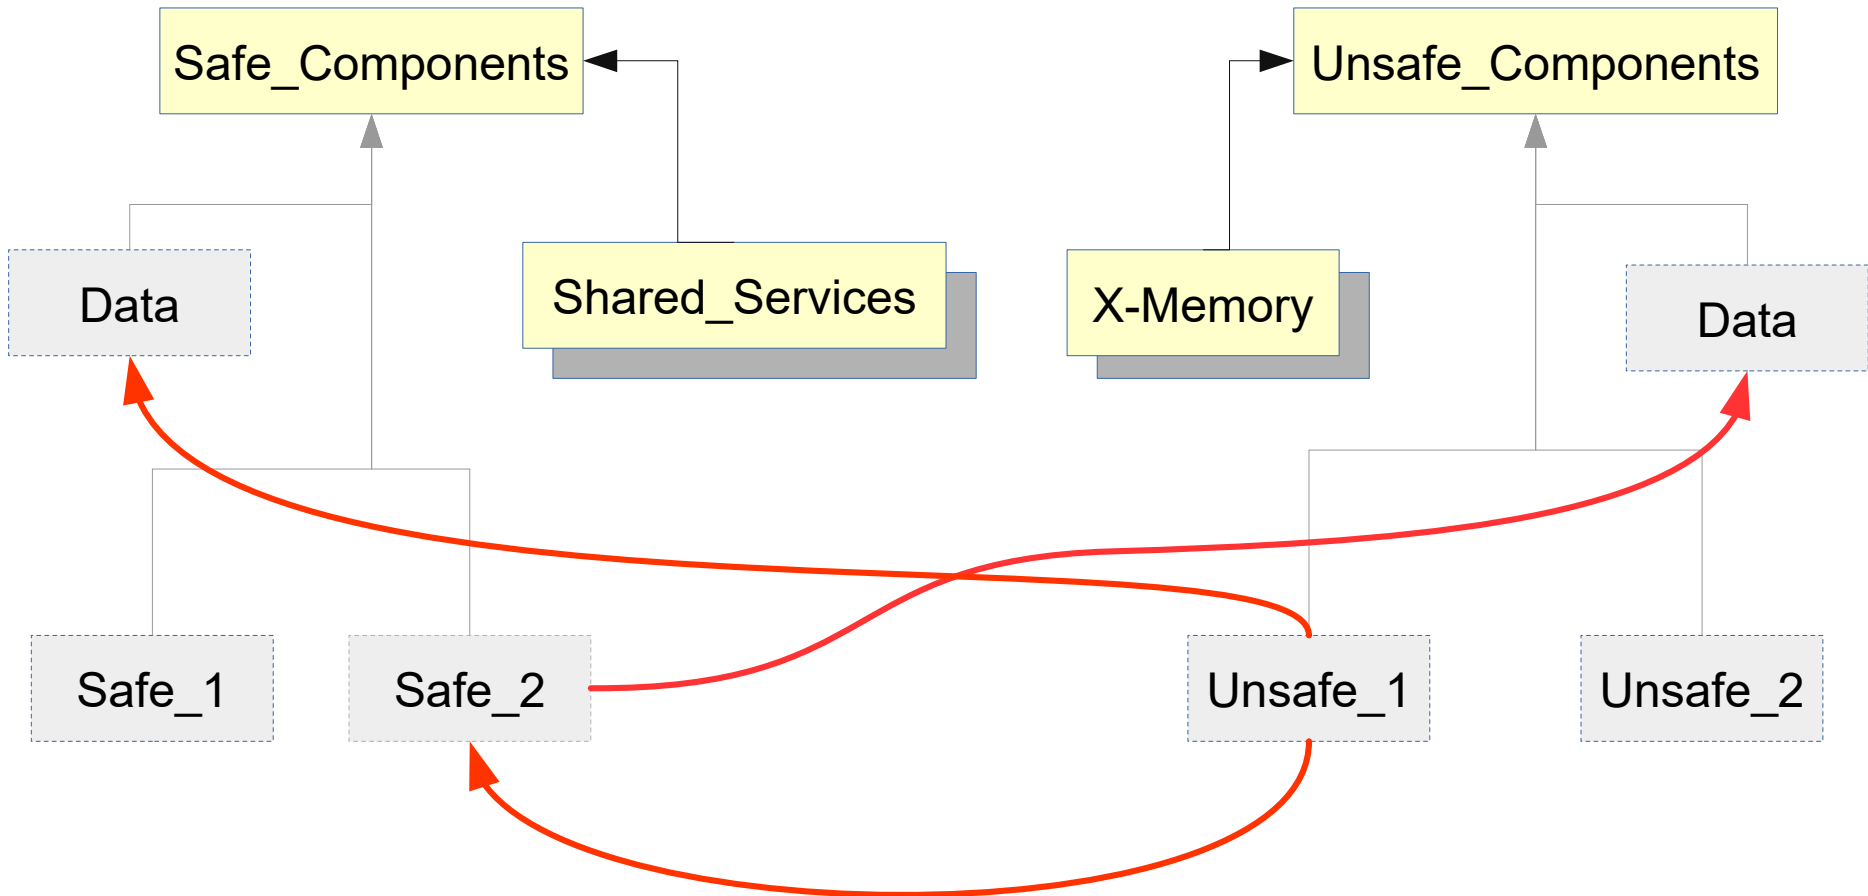 Safe_Components
Unsafe_Components
Data
Shared_Services
X-Memory
Data
Safe_1
Safe_2
Unsafe_1
Unsafe_2